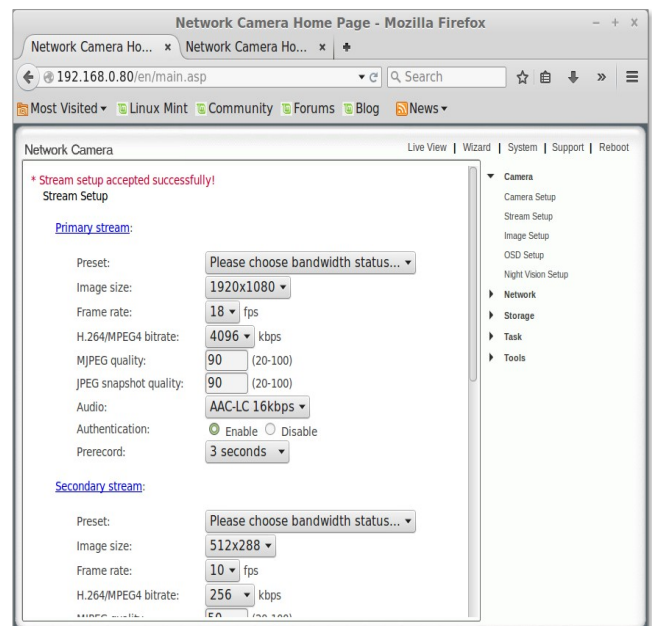 Network Camera Home Page - Mozilla Firefox
Network Camera Ho... x Network Camera Ho... x +
192.168.0.80/en/main.asp Search
Most Visited Linux Mint Community Forums Blog News
Network Camera
Live View | Wizard | System | Support | Reboot
* Stream setup accepted successfully!
Stream Setup
Primary stream:
Preset: Please choose bandwidth status...
Image size: 1920x1080
Frame rate: 18 fps
H.264/MPEG4 bitrate: 4096 kbps
MJPEG quality: 90 (20-100)
JPEG snapshot quality: 90 (20-100)
Audio: AAC-LC 16kbps
Authentication: Enable Disable
Prerecord: 3 seconds
Secondary stream:
Preset: Please choose bandwidth status...
Image size: 512x288
Frame rate: 10 fps
H.264/MPEG4 bitrate: 256 kbps
Camera
Camera Setup
Stream Setup
Image Setup
OSD Setup
Night Vision Setup
Network
Storage
Task
Tools